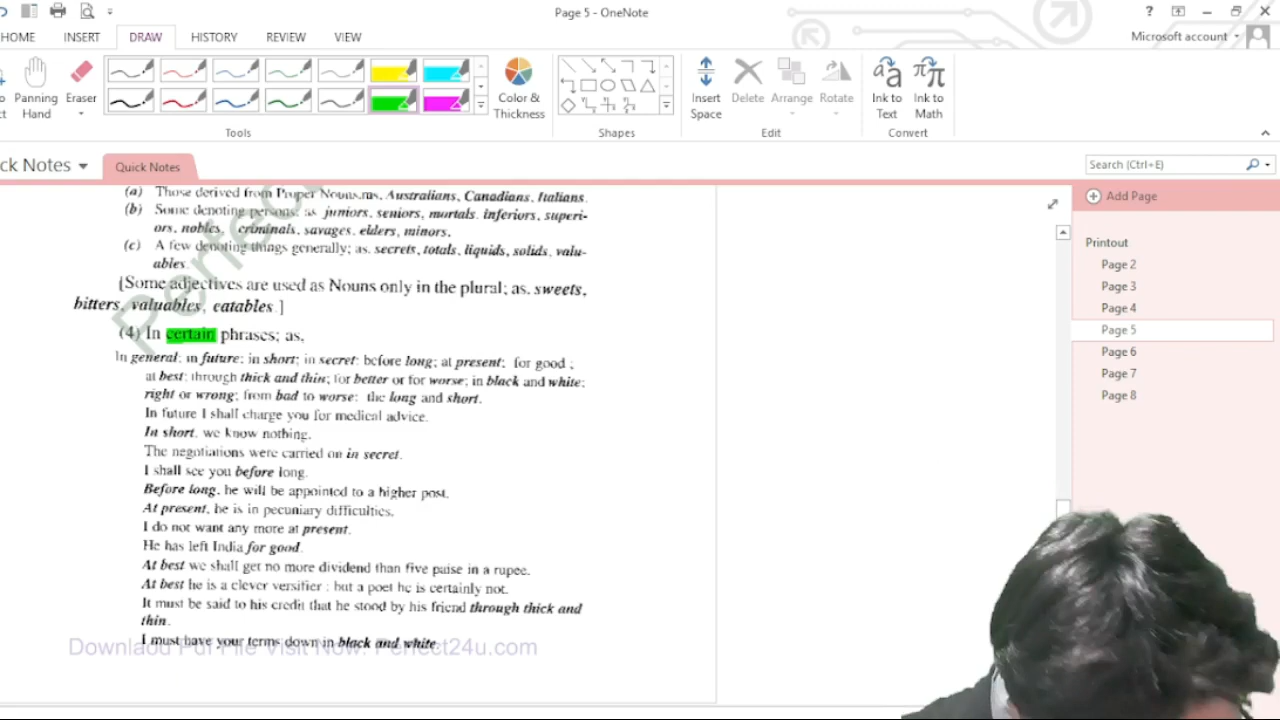 Page 5 - OneNote
?
HOME INSERT DRAW HISTORY REVIEW VIEW
Microsoft account
Panning Hand
Eraser
Color & Thickness
Insert Space
Delete
Arrange
Rotate
Ink to Text
Ink to Math
Tools
Shapes
Edit
Convert
ck Notes
Quick Notes
Search (Ctrl+E)
(a) Those derived from Proper Nouns.ms, Australians, Canadians, Italians.
(b) Some denoting persons; as juniors, seniors, mortals. inferiors, superi-
ors, nobles, criminals, savages, elders, minors.
(c) A few denoting things generally; as. secrets, totals, liquids, solids, valu-
ables.
[Some adjectives are used as Nouns only in the plural; as. sweets,
bitters, valuables, eatables.]
(4) In certain phrases; as,
In general; in future; in short; in secret; before long; at present; for good;
at best; through thick and thin; for better or for worse; in black and white;
right or wrong; from bad to worse; the long and short.
In future I shall charge you for medical advice.
In short, we know nothing.
The negotiations were carried on in secret.
I shall see you before long.
Before long, he will be appointed to a higher post.
At present, he is in pecuniary difficulties.
I do not want any more at present.
He has left India for good.
At best we shall get no more dividend than five paise in a rupee.
At best he is a clever versifier ; but a poet he is certainly not.
It must be said to his credit that he stood by his friend through thick and
thin.
I must have your terms down in black and white
Downlaod Pdf File Visit Now. Perfect24u.com
Perfec
Add Page
Printout
Page 2
Page 3
Page 4
Page 5
Page 6
Page 7
Page 8